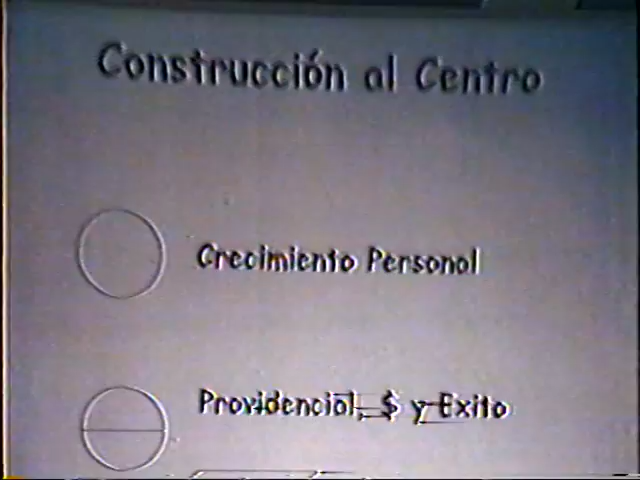 Construcción al Centro
Crecimiento Personal
Providencial, $ y Exito